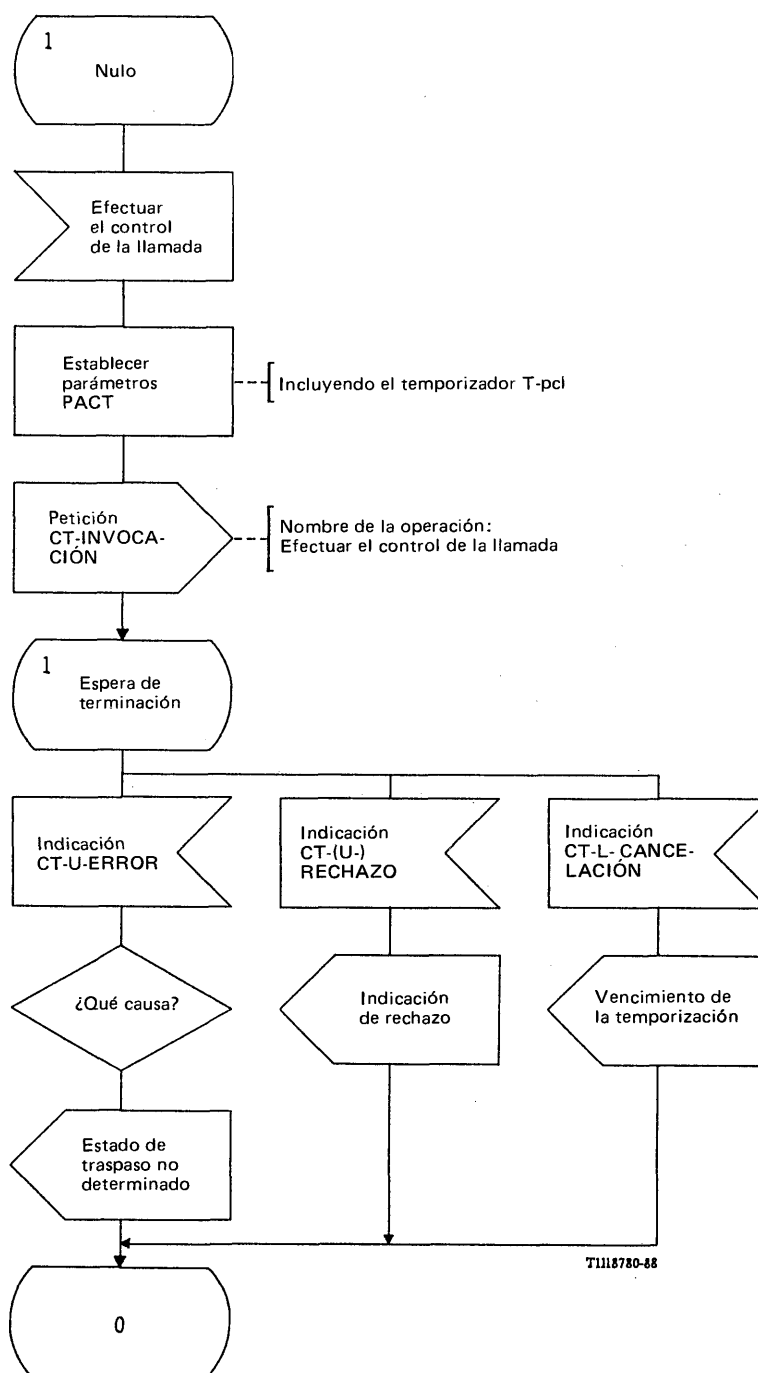 1
Nulo
Efectuar
el control
de la llamada
Establecer
parámetros
PACT
Incluyendo el temporizador T-pcl
Petición
CT-INVOCA-
CIÓN
Nombre de la operación:
Efectuar el control de la llamada
1
Espera de
terminación
Indicación
CT-U-ERROR
Indicación
CT-(U-)
RECHAZO
Indicación
CT-L- CANCE-
LACIÓN
¿Qué causa?
Indicación
de rechazo
Vencimiento de
la temporización
Estado de
traspaso no
determinado
T1118780-88
0